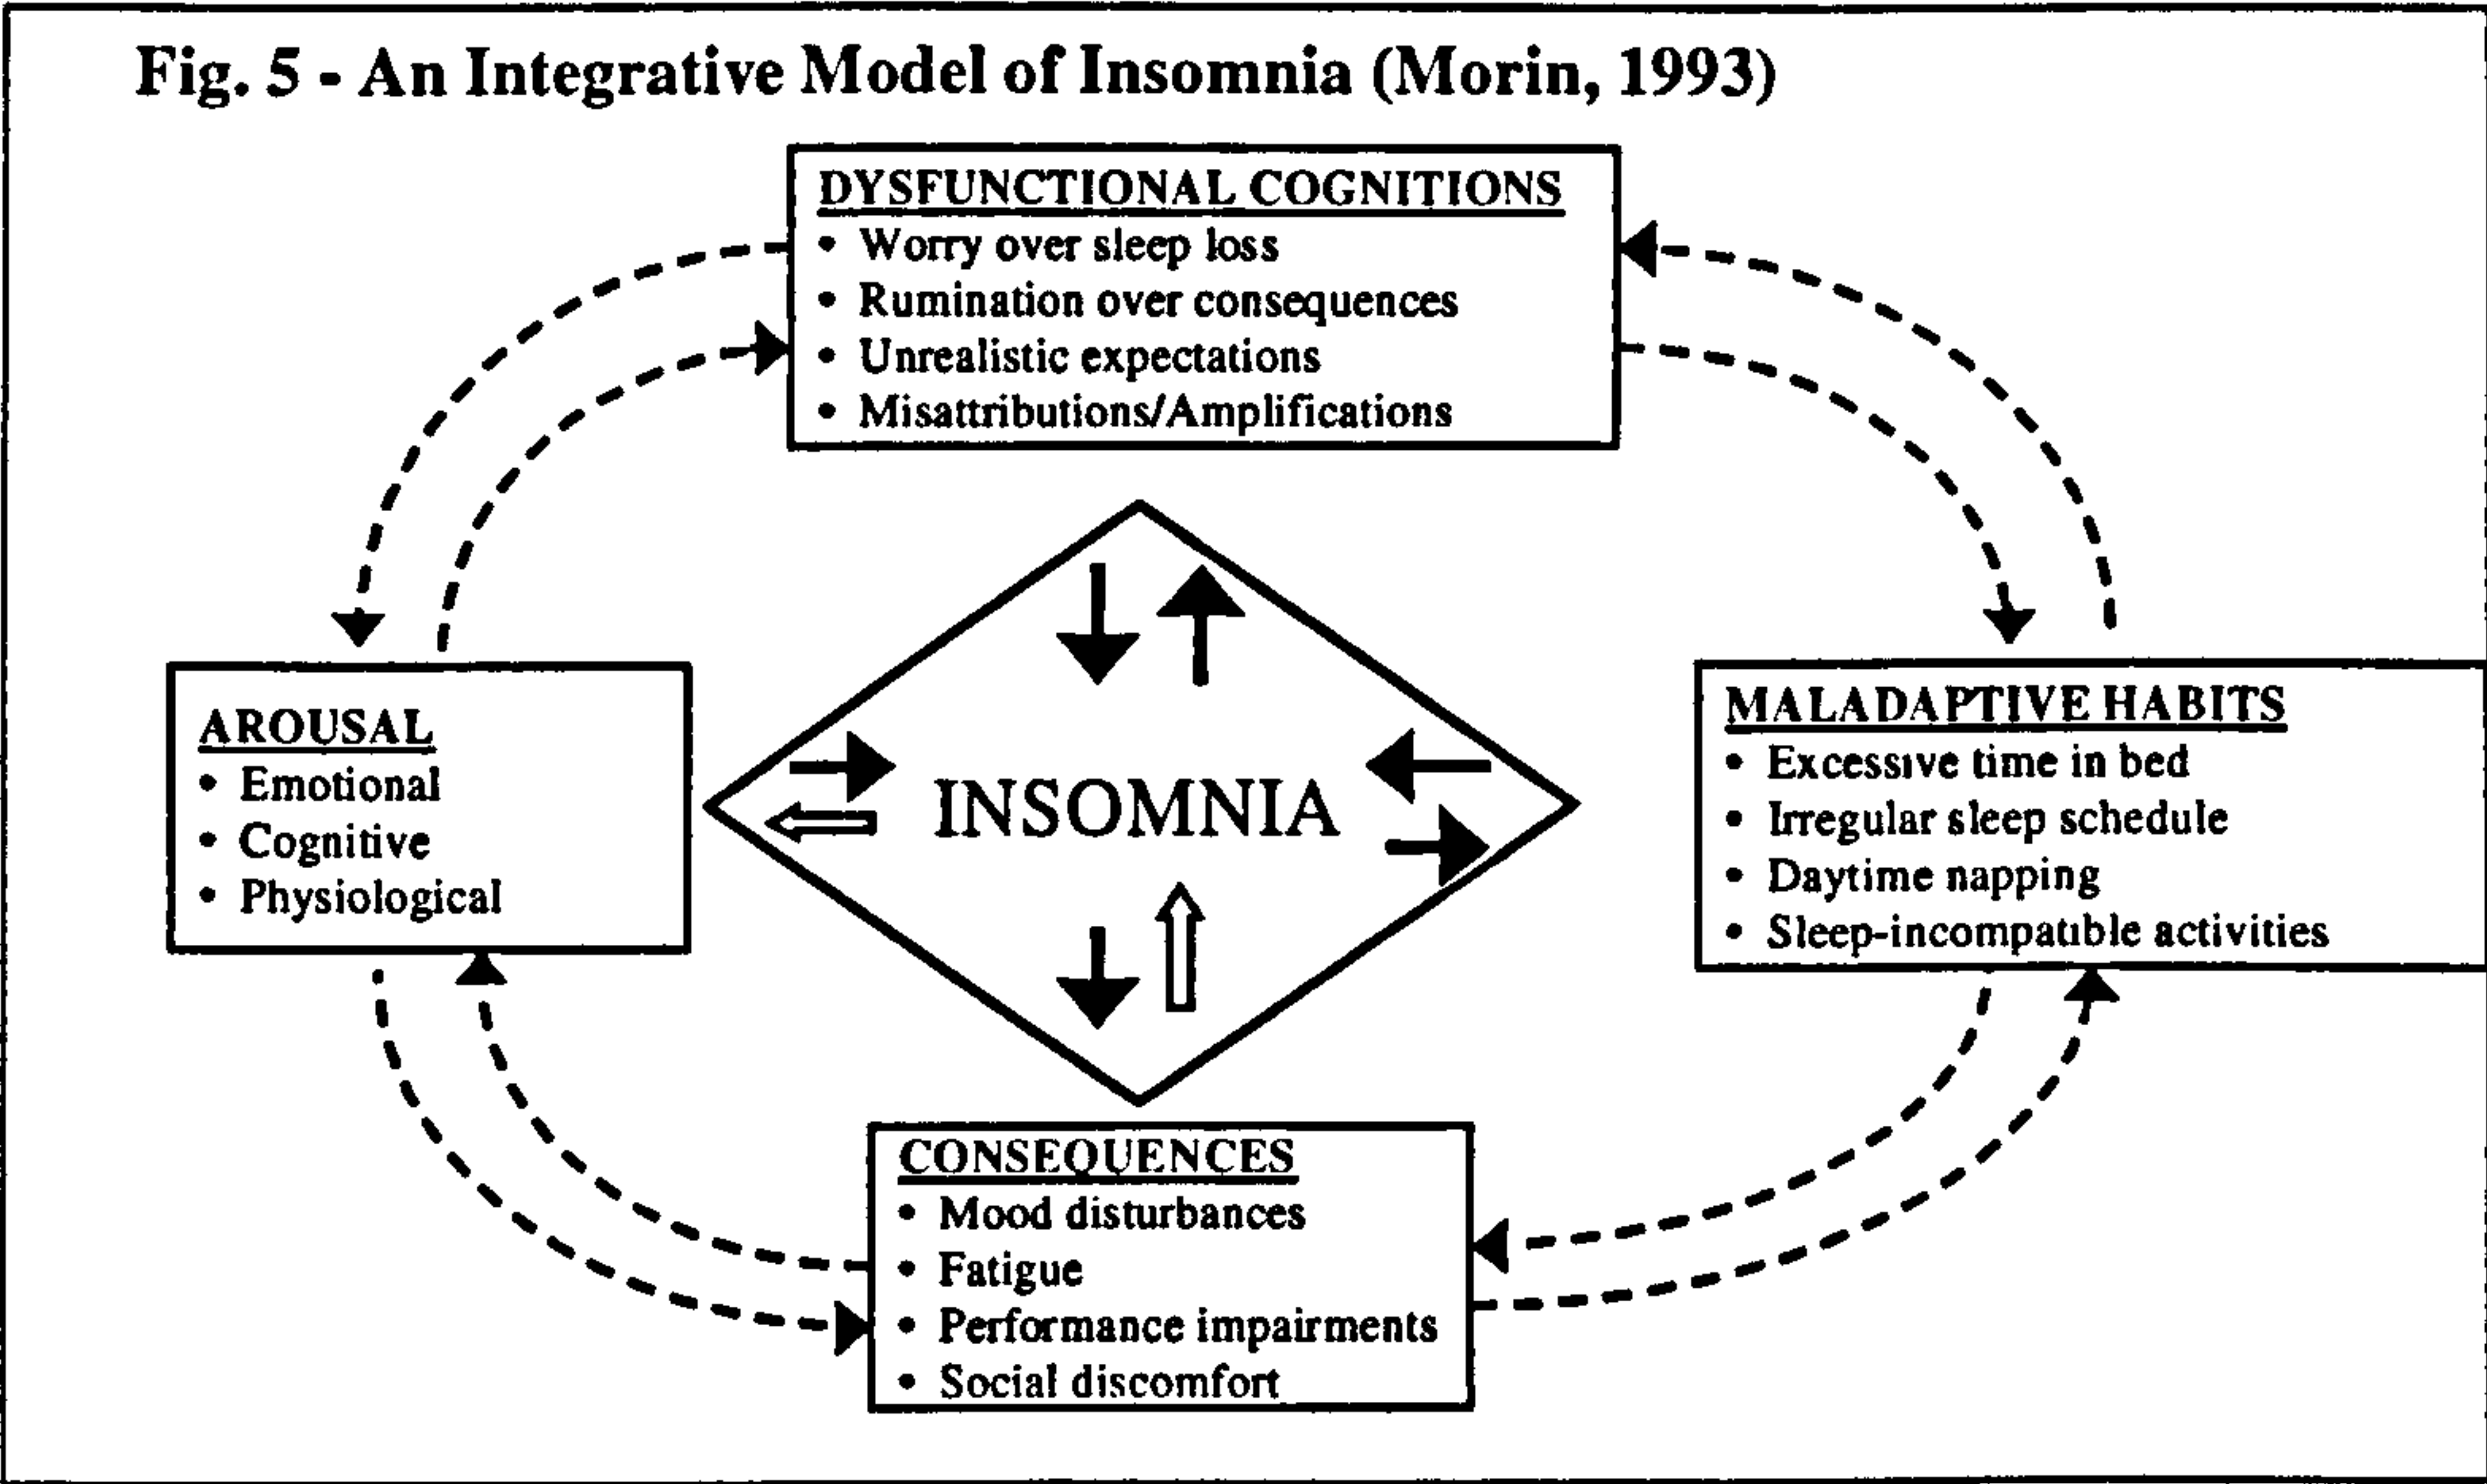 Fig. 5 - An Integrative Model of Insomnia (Morin, 1993)
DYSFUNCTIONAL COGNITIONS
• Worry over sleep loss
• Rumination over consequences
• Unrealistic expectations
• Misattributions/Amplifications
AROUSAL
• Emotional
• Cognitive
• Physiological
INSOMNIA
MALADAPTIVE HABITS
• Excessive time in bed
• Irregular sleep schedule
• Daytime napping
• Sleep-incompatible activities
CONSEQUENCES
• Mood disturbances
• Fatigue
• Performance impairments
• Social discomfort